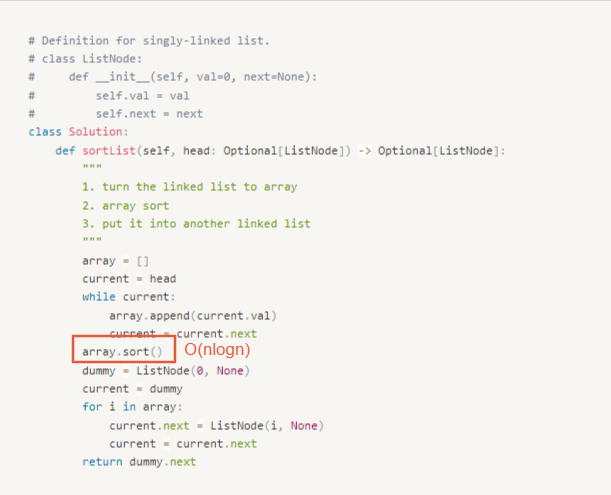 # Definition for singly-linked list.
# class ListNode:
#     def __init__(self, val=0, next=None):
#         self.val = val
#         self.next = next
class Solution:
    def sortList(self, head: Optional[ListNode]) -> Optional[ListNode]:
        """
        1. turn the linked list to array
        2. array sort
        3. put it into another linked list
        """
        array = []
        current = head
        while current:
            array.append(current.val)
            current = current.next
        array.sort() O(nlogn)
        dummy = ListNode(0, None)
        current = dummy
        for i in array:
            current.next = ListNode(i, None)
            current = current.next
        return dummy.next